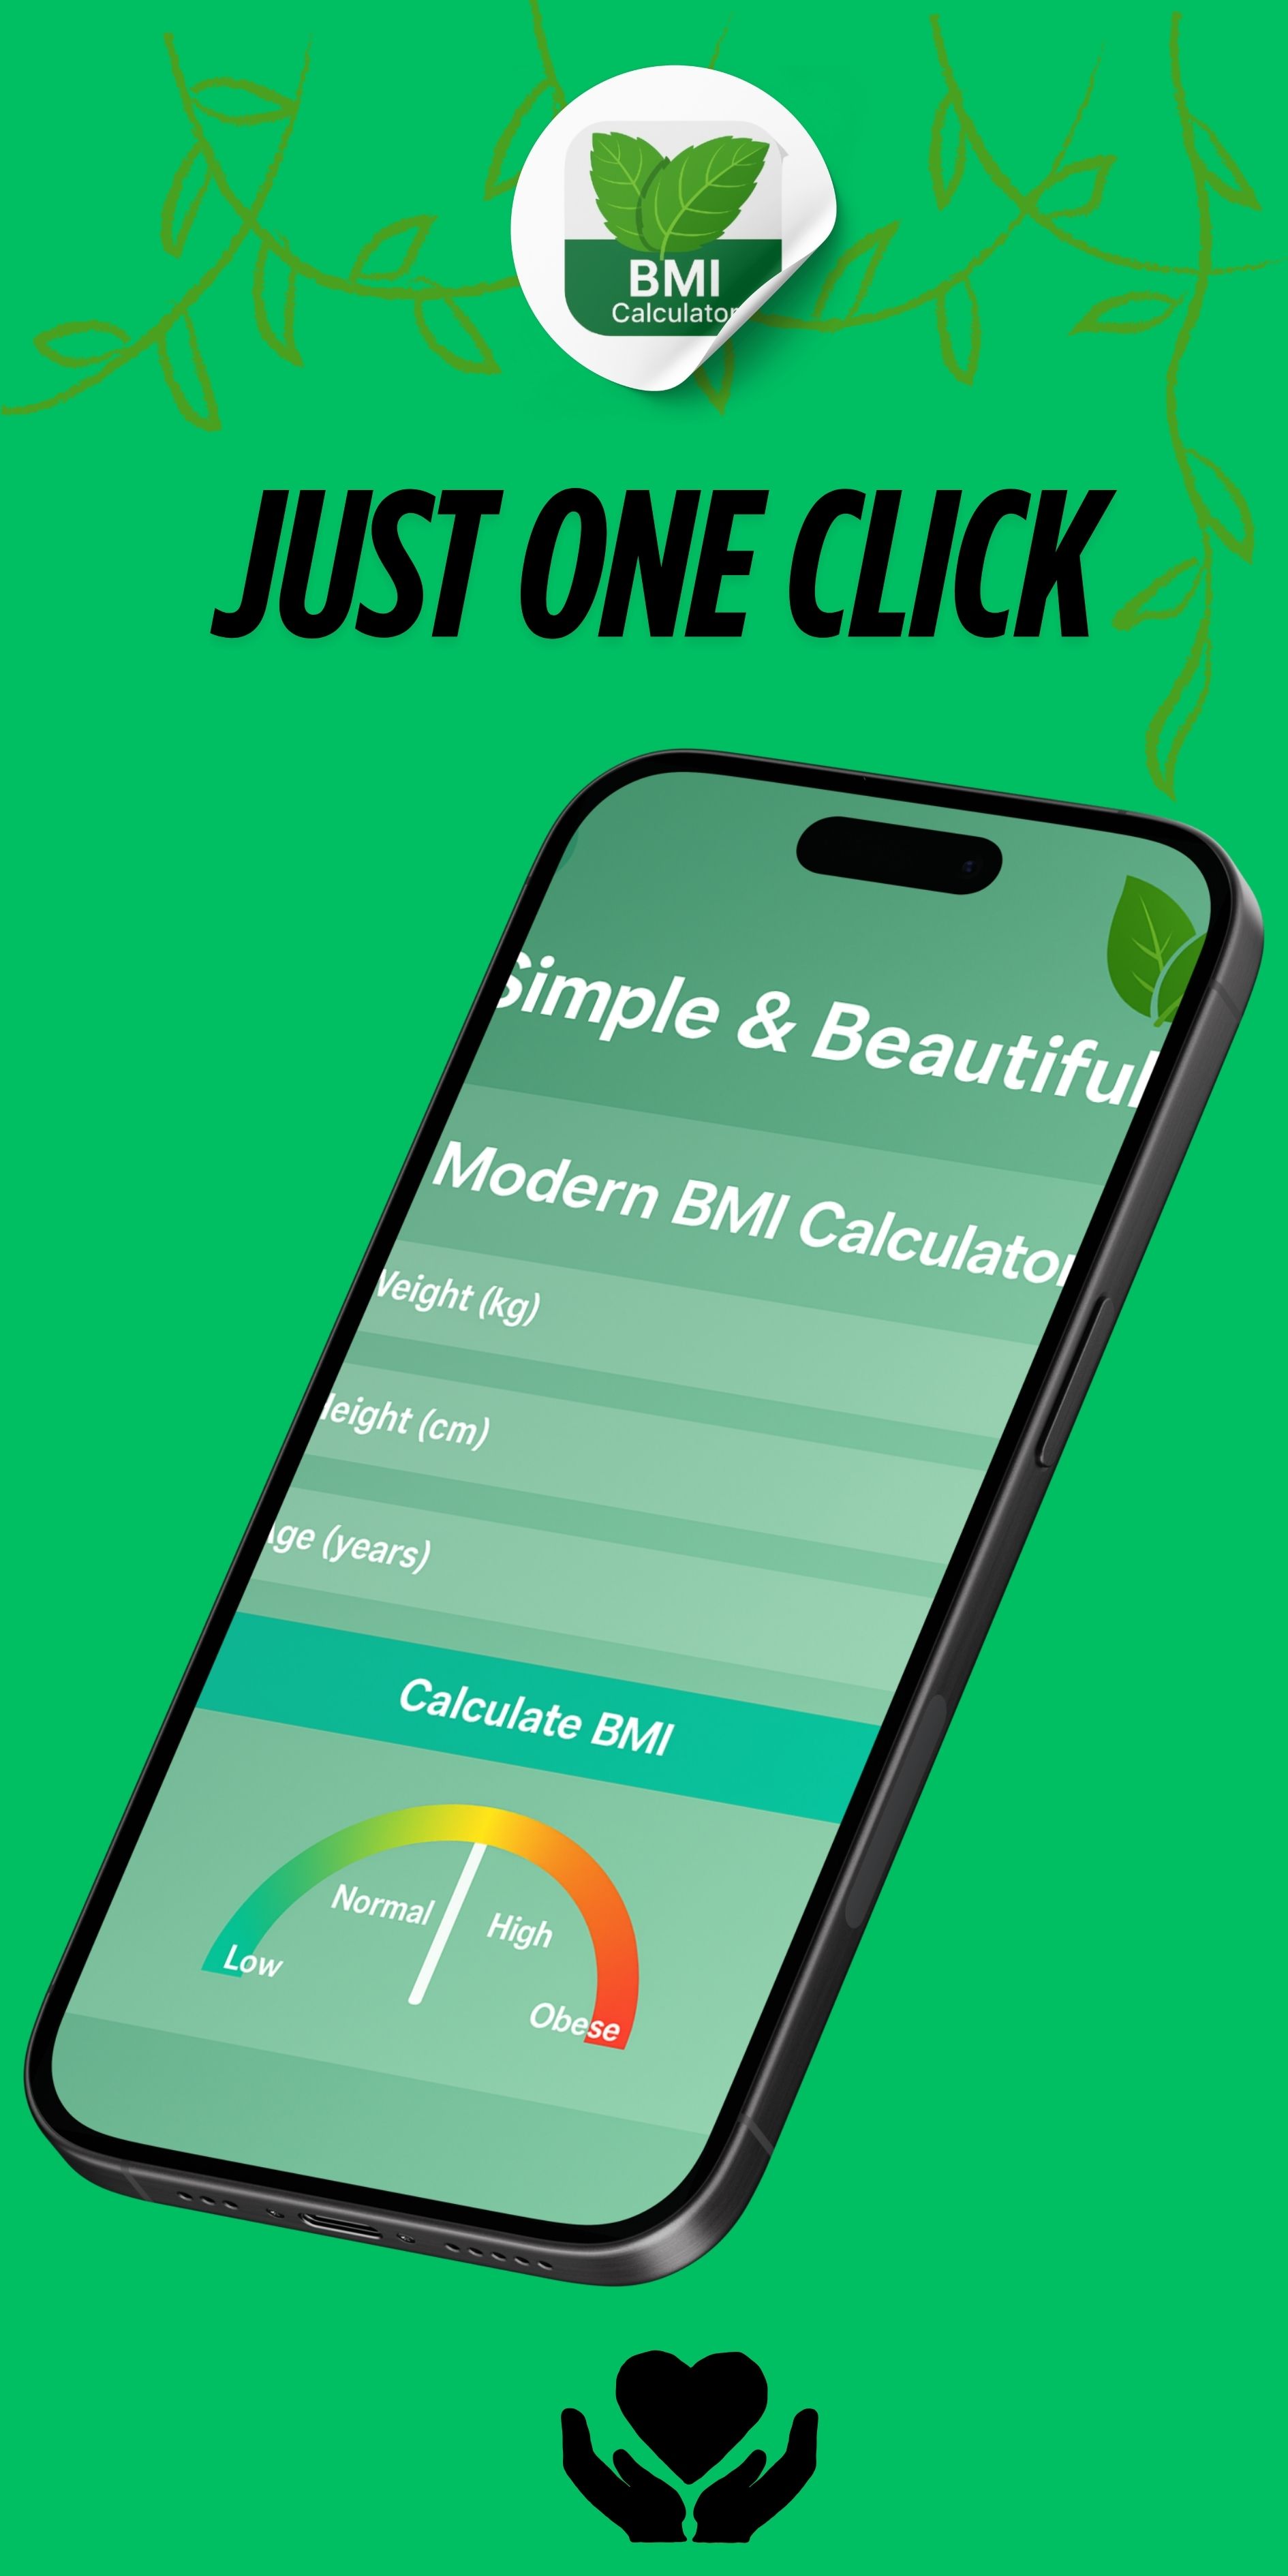 BMI
Calculator
JUST ONE CLICK
Simple & Beautiful
Modern BMI Calculator
Weight (kg)
Height (cm)
Age (years)
Calculate BMI
Normal
High
Low
Obese